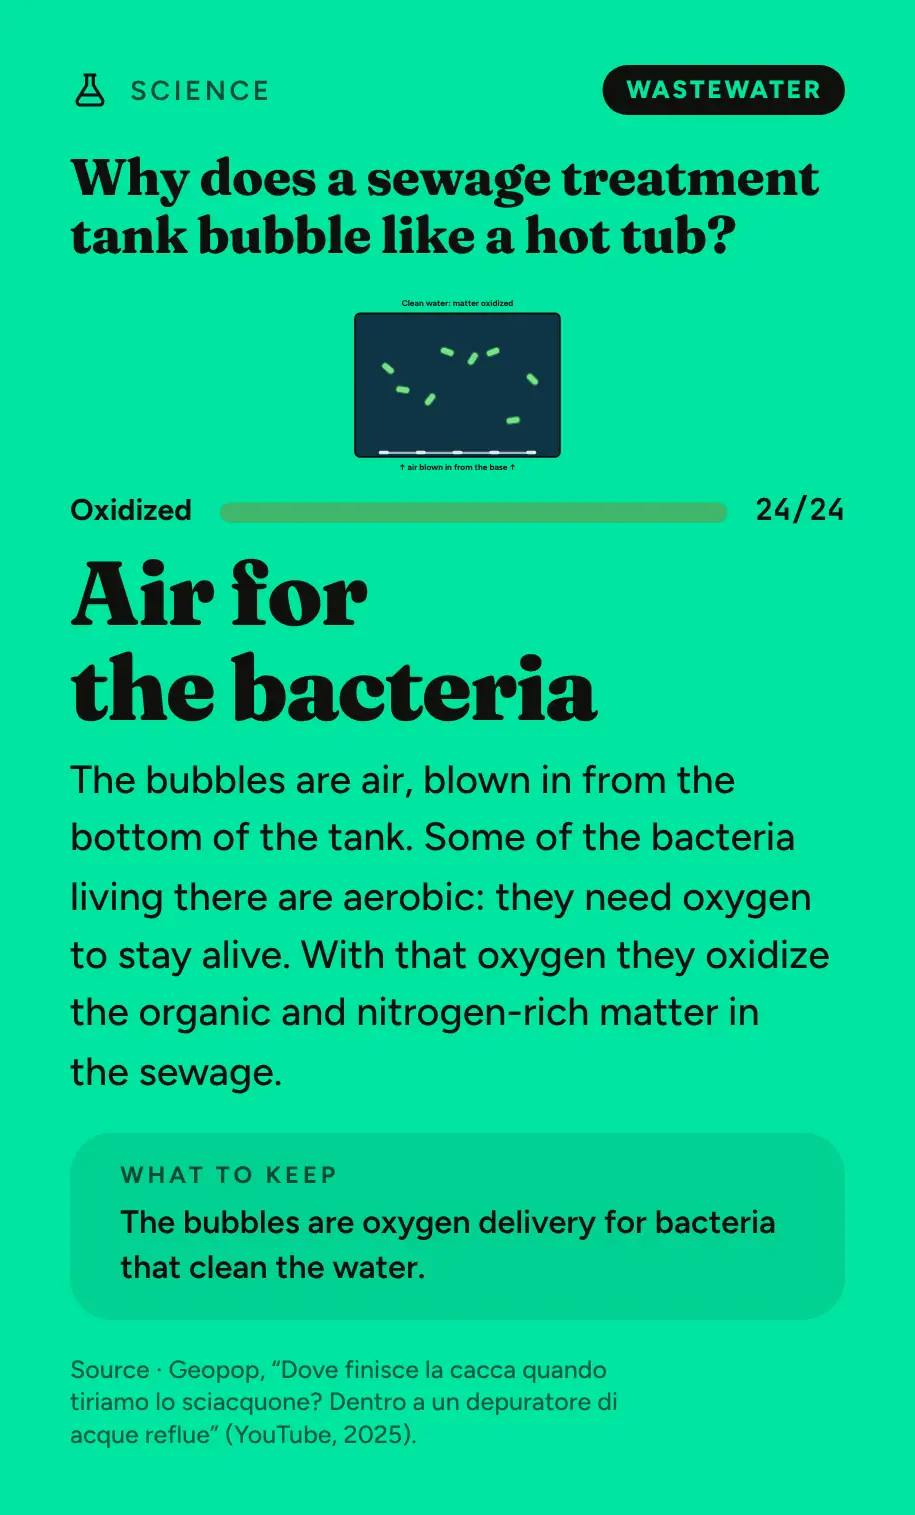 SCIENCE
WASTEWATER
Why does a sewage treatment
tank bubble like a hot tub?
Clean water: matter oxidized
↑ air blown in from the base ↑
Oxidized
24/24
Air for
the bacteria
The bubbles are air, blown in from the
bottom of the tank. Some of the bacteria
living there are aerobic: they need oxygen
to stay alive. With that oxygen they oxidize
the organic and nitrogen-rich matter in
the sewage.
WHAT TO KEEP
The bubbles are oxygen delivery for bacteria
that clean the water.
Source · Geopop, “Dove finisce la cacca quando
tiriamo lo sciacquone? Dentro a un depuratore di
acque reflue” (YouTube, 2025).